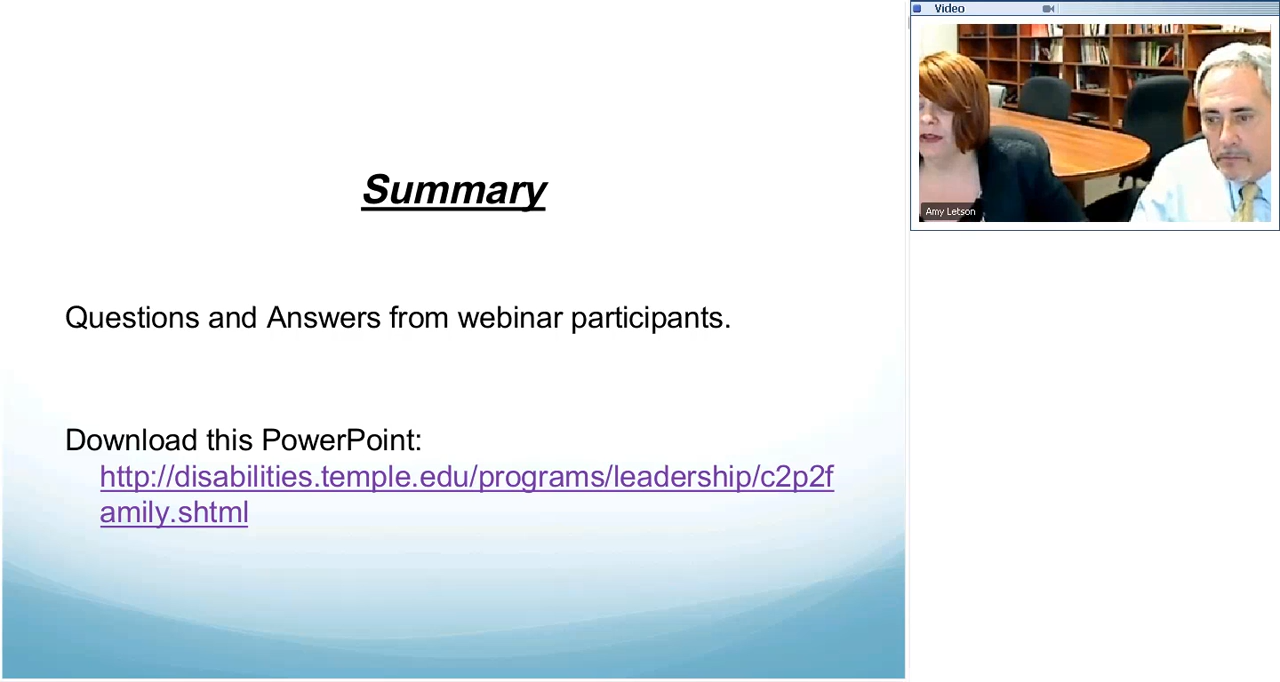 Video
Amy Letson
Summary
Questions and Answers from webinar participants.
Download this PowerPoint:
http://disabilities.temple.edu/programs/leadership/c2p2f
amily.shtml